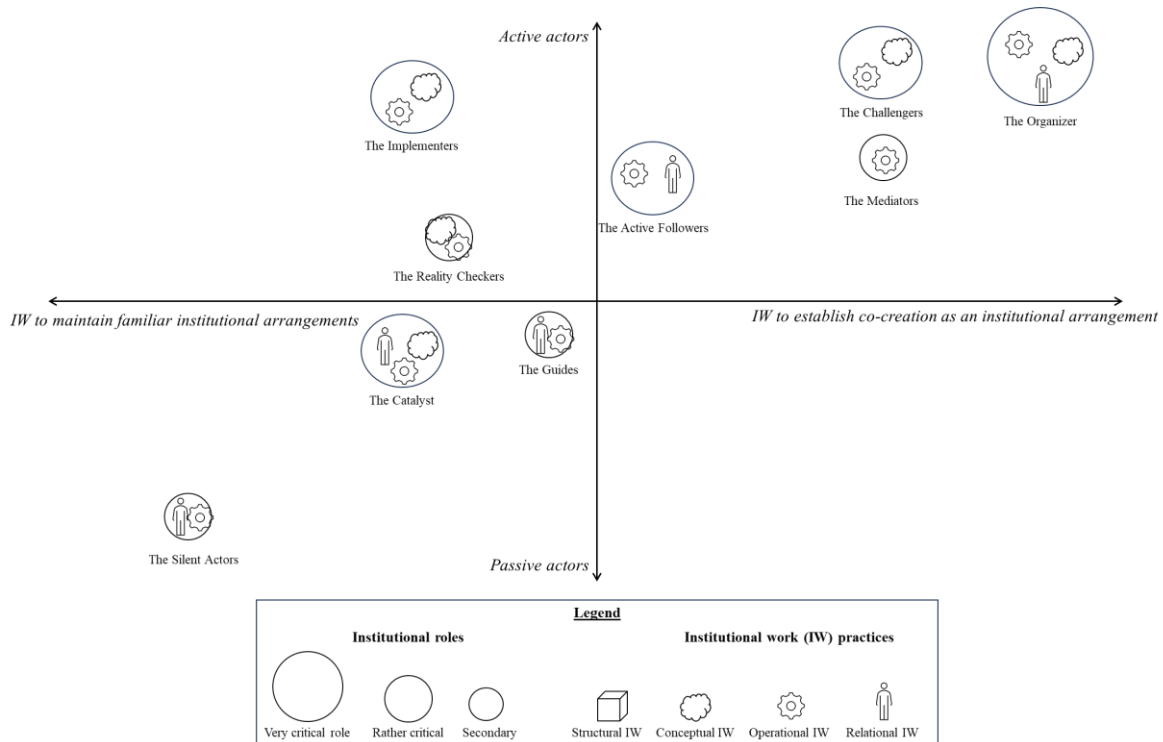 Active actors
The Implementers
The Challengers
The Organizer
The Mediators
The Active Followers
The Reality Checkers
IW to maintain familiar institutional arrangements
IW to establish co-creation as an institutional arrangement
The Guides
The Catalyst
The Silent Actors
Passive actors
Legend
Institutional roles
Institutional work (IW) practices
Very critical role
Rather critical
Secondary
Structural IW
Conceptual IW
Operational IW
Relational IW